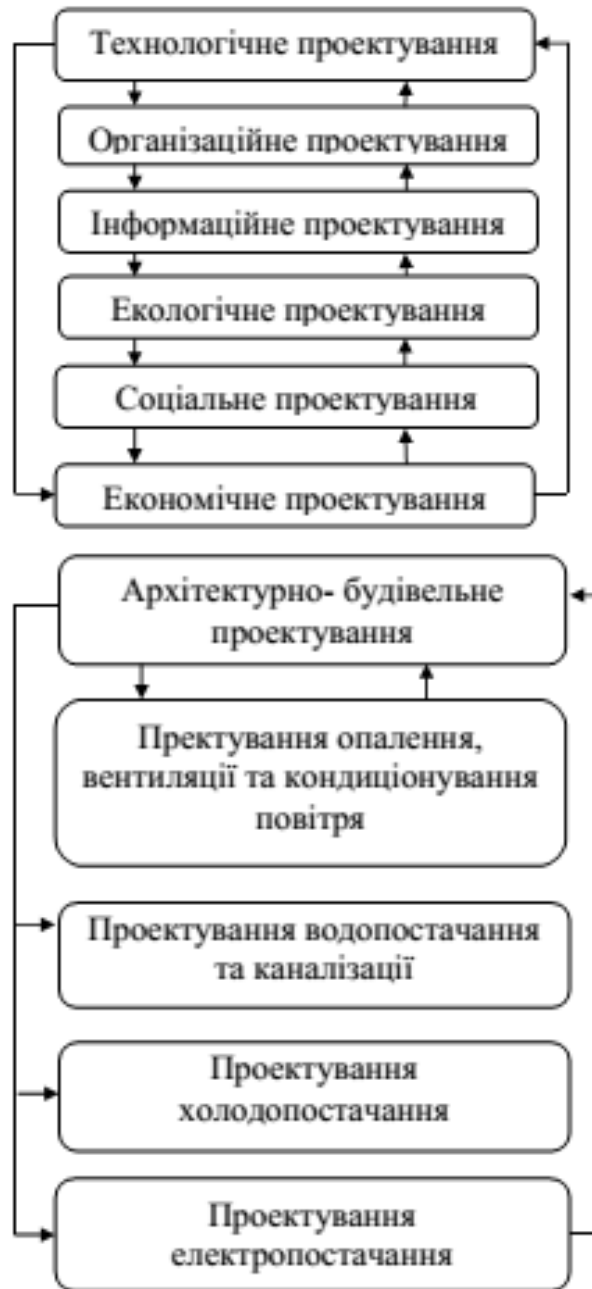 Технологічне проектування
Організаційне проектування
Інформаційне проектування
Екологічне проектування
Соціальне проектування
Економічне проектування
Архітектурно- будівельне
проектування
Пректування опалення,
вентиляції та кондиціонування
повітря
Проектування водопостачання
та каналізації
Проектування
холодопостачання
Проектування
електропостачання